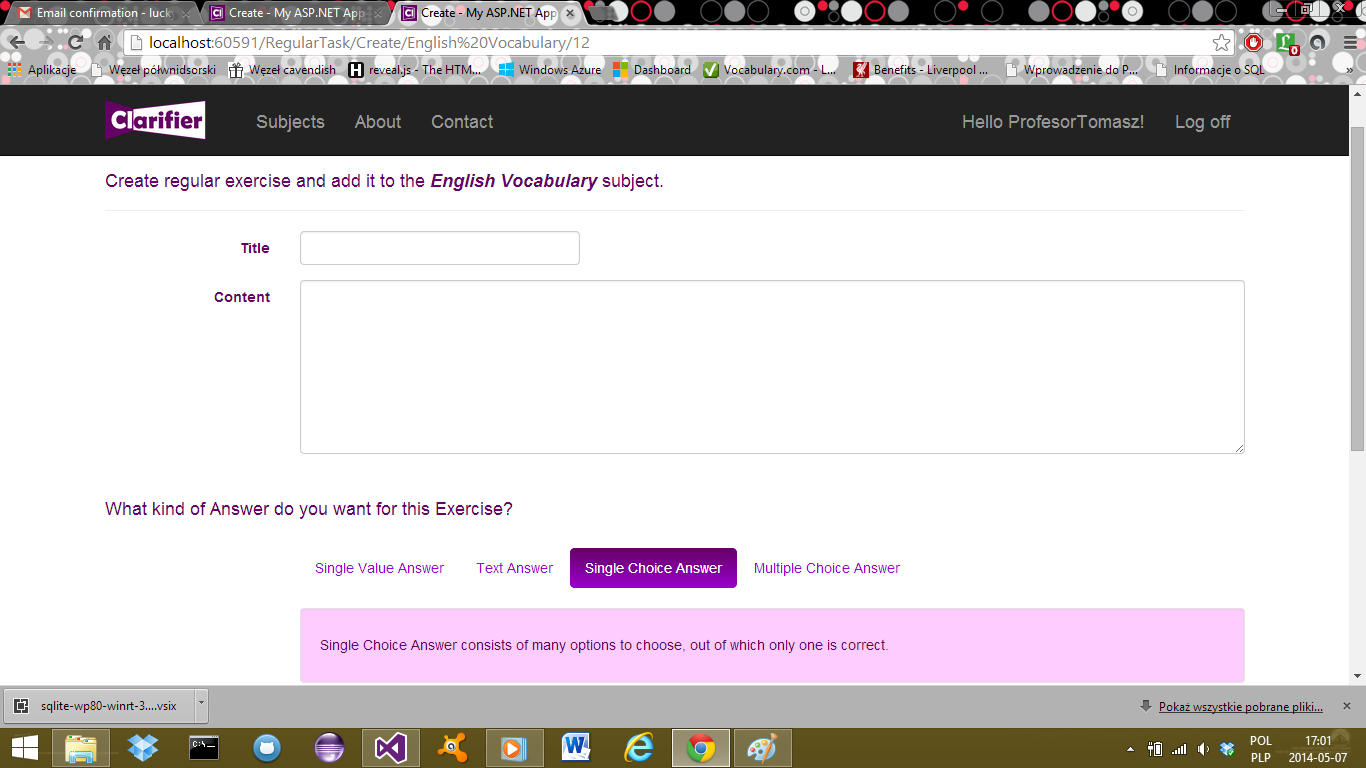 Email confirmation - luck
Create - My ASP.NET App
Create - My ASP.NET App
localhost:60591/RegularTask/Create/English%20Vocabulary/12
Aplikacje Węzeł półwnidsorski Węzeł cavendish reveal.js - The HTM... Windows Azure Dashboard Vocabulary.com - L... Benefits - Liverpool ... Wprowadzenie do P... Informacje o SQL »
Clarifier Subjects About Contact Hello ProfesorTomasz! Log off
Create regular exercise and add it to the English Vocabulary subject.
Title
Content
What kind of Answer do you want for this Exercise?
Single Value Answer Text Answer Single Choice Answer Multiple Choice Answer
Single Choice Answer consists of many options to choose, out of which only one is correct.
sqlite-wp80-winrt-3....vsix Pokaż wszystkie pobrane pliki...
POL 17:01
PLP 2014-05-07